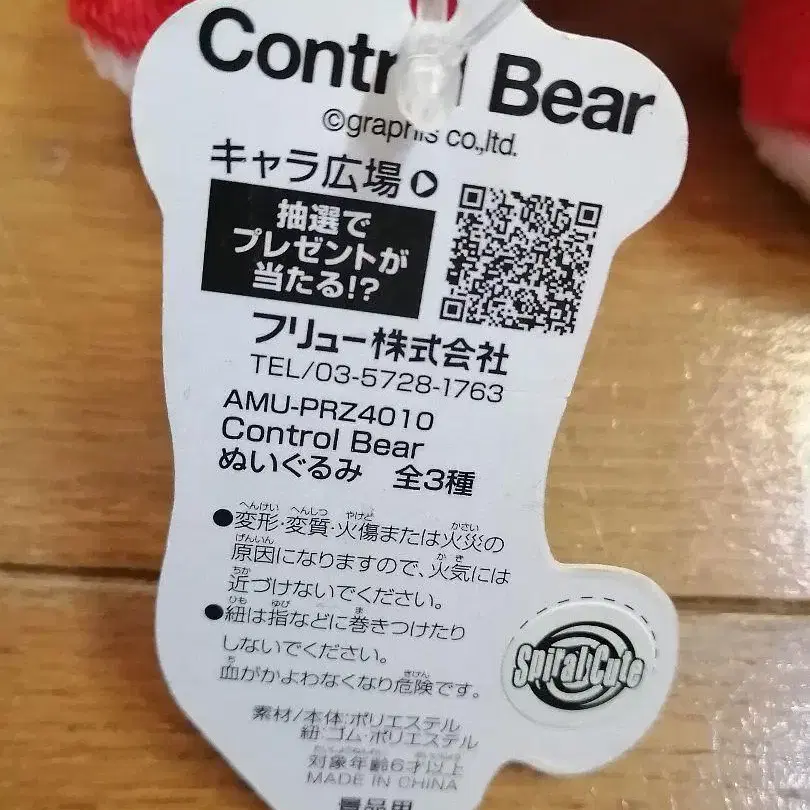 Control Bear
©graphis co.,ltd.
キャラ広場
抽選で
プレゼントが
当たる!?
フリュー株式会社
TEL/03-5728-1763
AMU-PRZ4010
Control Bear
ぬいぐるみ 全3種
●変形・変質・火傷または火災の
原因になりますので、火気には
近づけないでください。
●紐は指などに巻きつけたり
しないでください。
血がかよわなくなり危険です。
SpiralCute
素材/本体:ポリエステル
紐:ゴム・ポリエステル
対象年齢6才以上
MADE IN CHINA
景品用